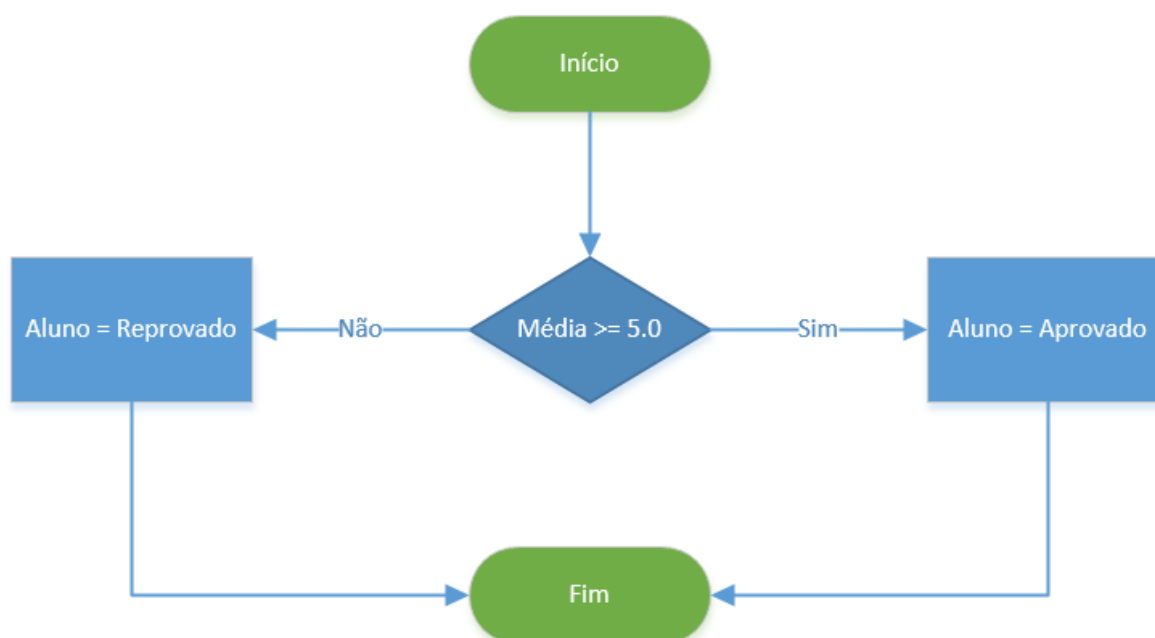 Início
Aluno = Reprovado
Não
Média >= 5.0
Sim
Aluno = Aprovado
Fim